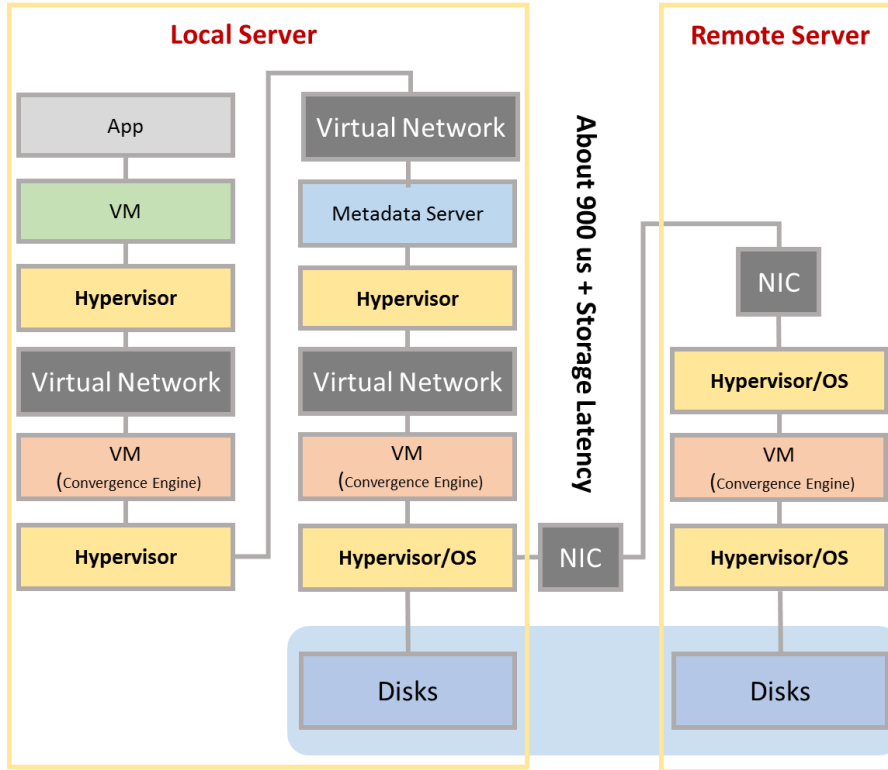 Local Server
App
VM
Hypervisor
Virtual Network
VM
(Convergence Engine)
Hypervisor
Virtual Network
Metadata Server
Hypervisor
Virtual Network
VM
(Convergence Engine)
Hypervisor/OS
Disks
About 900 us + Storage Latency
NIC
Remote Server
NIC
Hypervisor/OS
VM
(Convergence Engine)
Hypervisor/OS
Disks